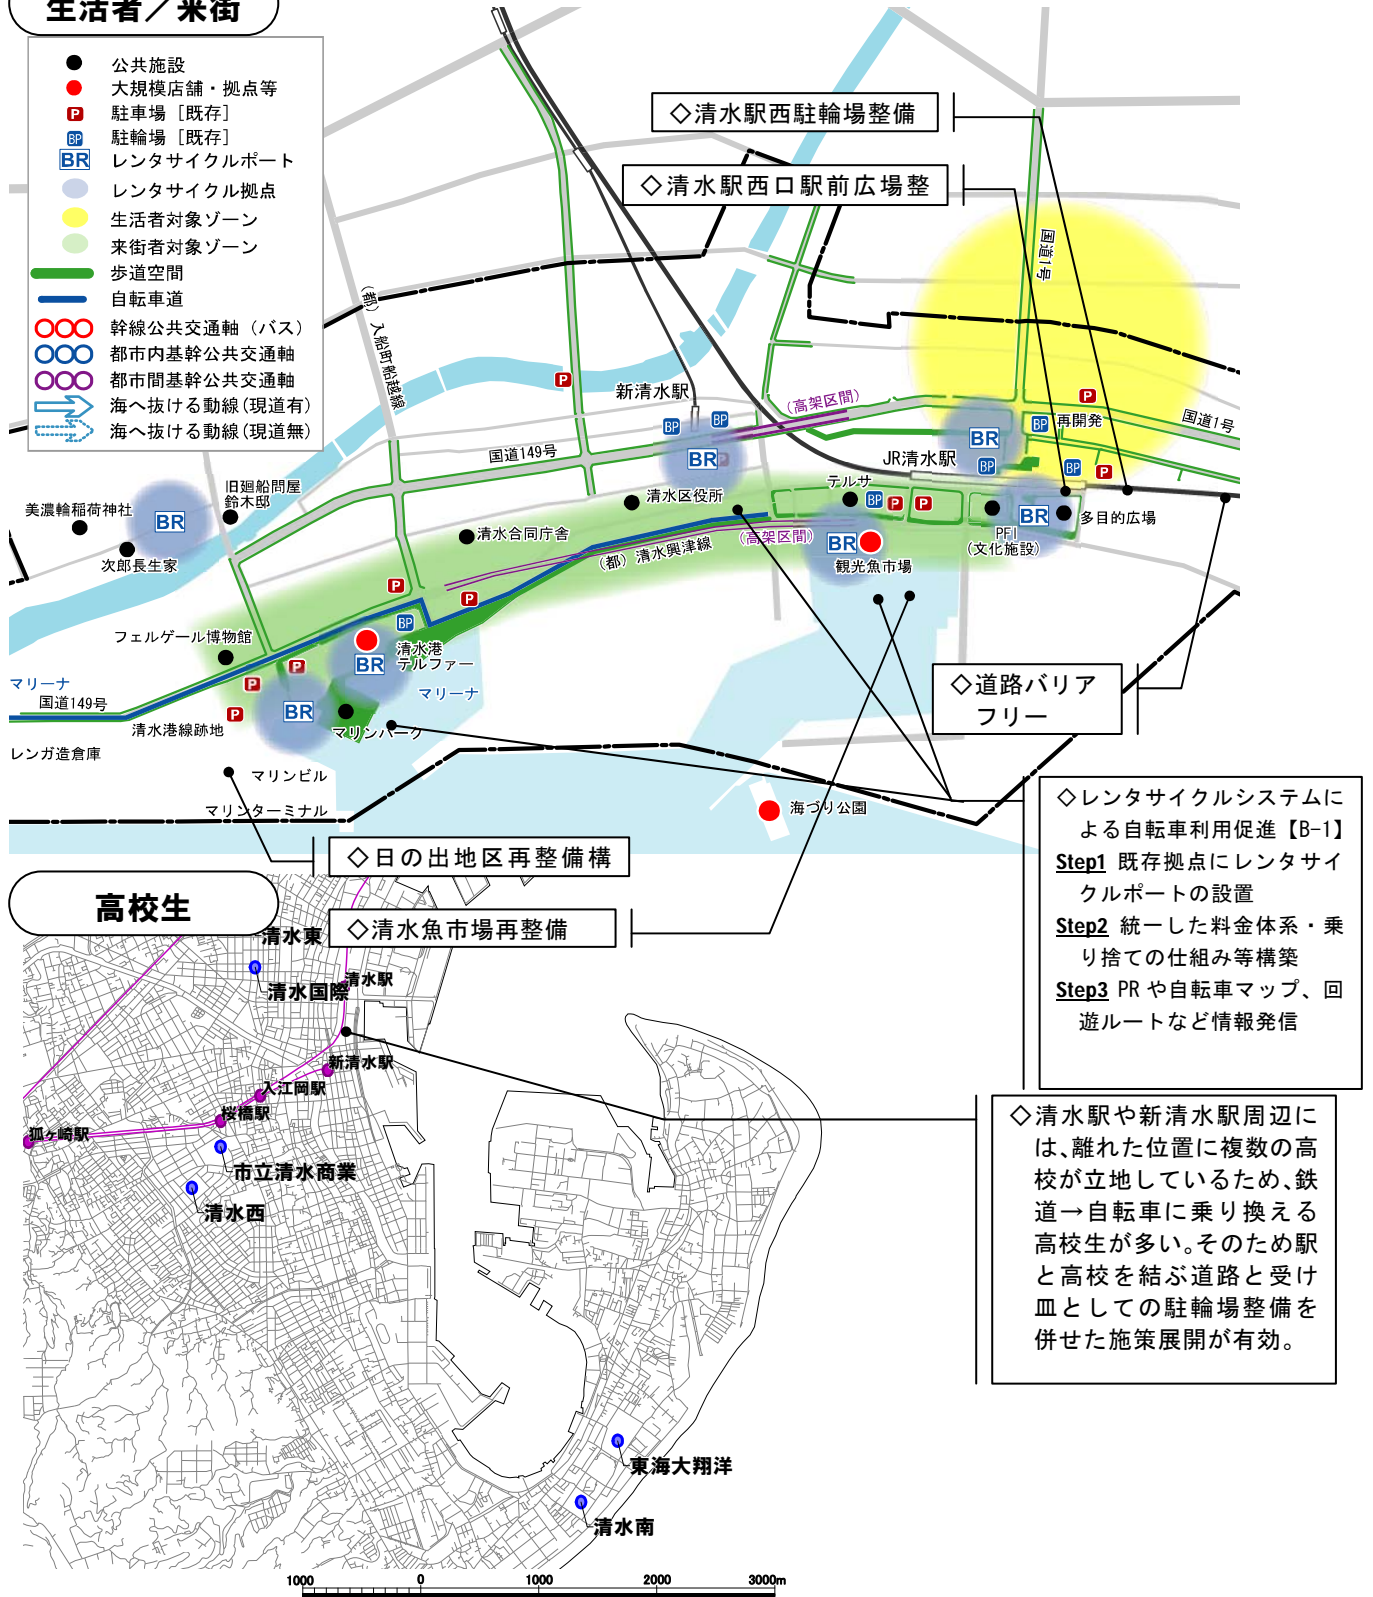 生活者／来街
公共施設
大規模店舗・拠点等
P 駐車場［既存］
BP 駐輪場［既存］
BR レンタサイクルポート
レンタサイクル拠点
生活者対象ゾーン
来街者対象ゾーン
歩道空間
自転車道
幹線公共交通軸（バス）
都市内基幹公共交通軸
都市間基幹公共交通軸
海へ抜ける動線(現道有)
海へ抜ける動線(現道無)
◇清水駅西駐輪場整備
◇清水駅西口駅前広場整
国道1号
(都)入船町船越線
P
新清水駅
(高架区間)
P
BP
BP
BP
再開発
国道1号
国道149号
BR
P
BR
JR清水駅
BP
BP
P
旧廻船問屋
鈴木邸
美濃輪稲荷神社
BR
次郎長生家
清水区役所
テルサ
BP
P
P
BR
多目的広場
PFI
(文化施設)
清水合同庁舎
(都)清水興津線
(高架区間)
BR
観光魚市場
P
P
BP
フェルゲール博物館
清水港
テルファー
BR
P
P
マリーナ
マリーナ
国道149号
P
BR
清水港線跡地
マリンパーク
レンガ造倉庫
マリンビル
マリンターミナル
海づり公園
◇道路バリア
フリー
◇日の出地区再整備構
◇清水魚市場再整備
◇レンタサイクルシステムに
よる自転車利用促進【B-1】
Step1 既存拠点にレンタサイ
クルポートの設置
Step2 統一した料金体系・乗
り捨ての仕組み等構築
Step3 PRや自転車マップ、回
遊ルートなど情報発信
高校生
清水東
清水国際
清水駅
新清水駅
入江岡駅
桜橋駅
狐ヶ崎駅
市立清水商業
清水西
東海大翔洋
清水南
◇清水駅や新清水駅周辺に
は、離れた位置に複数の高
校が立地しているため、鉄
道→自転車に乗り換える
高校生が多い。そのため駅
と高校を結ぶ道路と受け
皿としての駐輪場整備を
併せた施策展開が有効。
1000 0 1000 2000 3000m